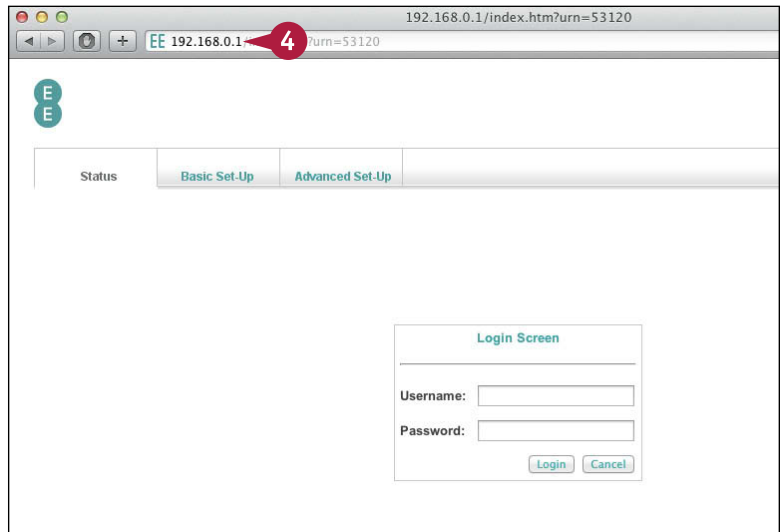 192.168.0.1/index.htm?urn=53120
EE 192.168.0.1/ 4 ?urn=53120
E
E
Status Basic Set-Up Advanced Set-Up
Login Screen
Username:
Password:
Login Cancel